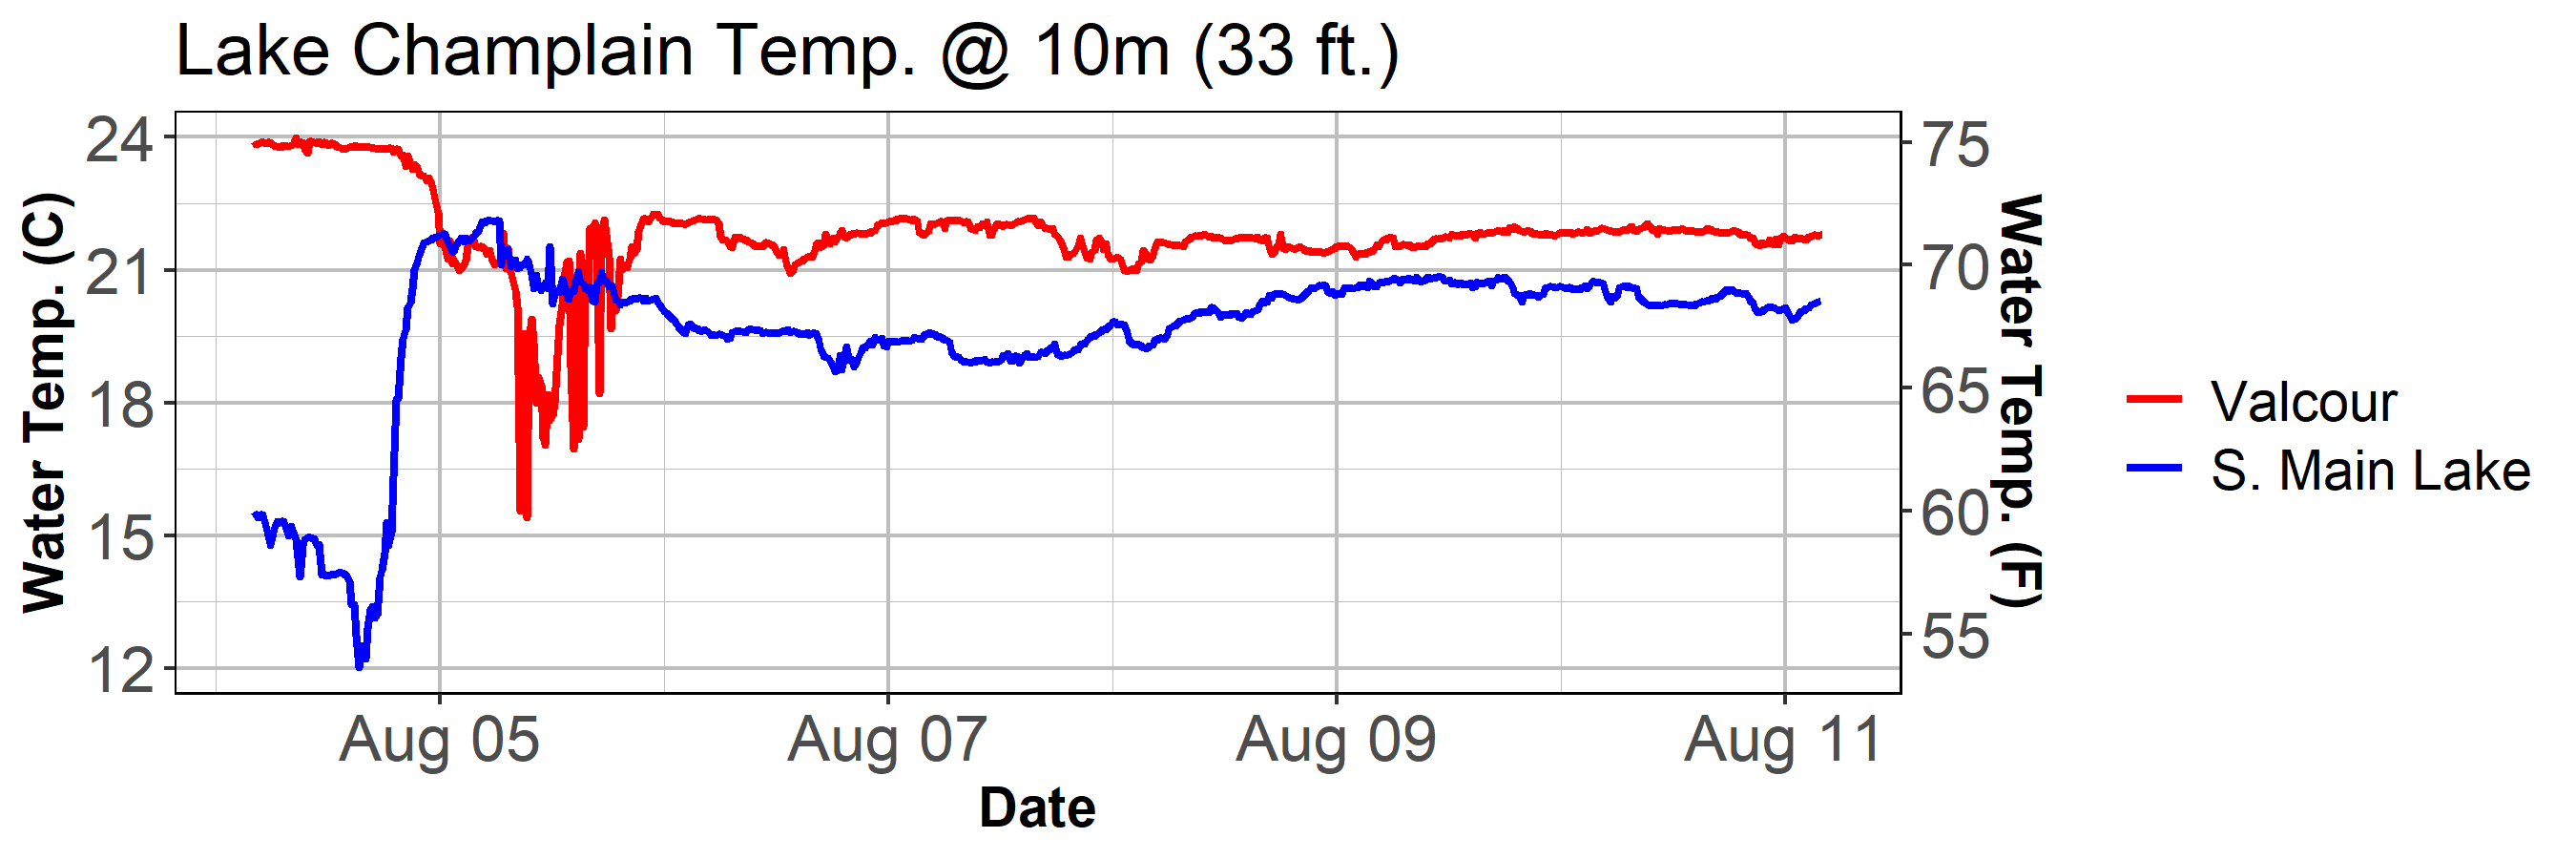 Lake Champlain Temp. @ 10m (33 ft.)
Water Temp. (C)
24
21
18
15
12
75
70
65
60
55
Water Temp. (F)
Aug 05
Aug 07
Aug 09
Aug 11
Date
Valcour
S. Main Lake